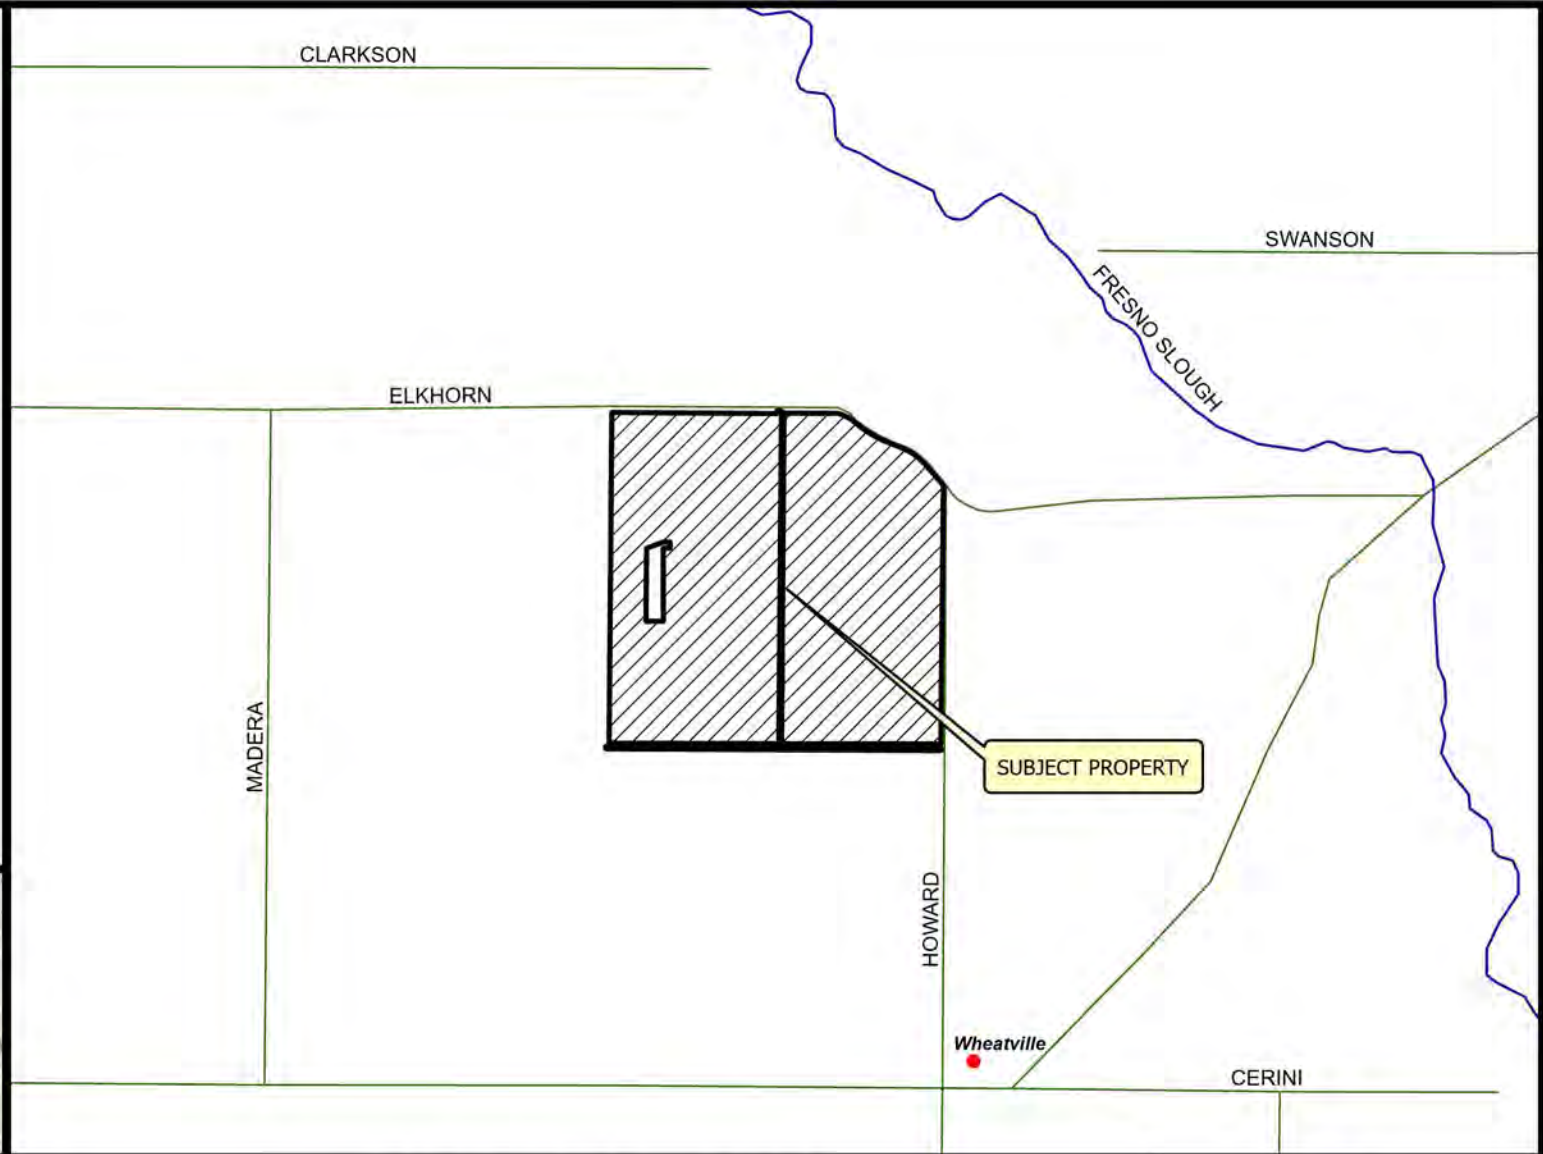 CLARKSON
SWANSON
FRESNO SLOUGH
ELKHORN
MADERA
SUBJECT PROPERTY
HOWARD
Wheatville
CERINI